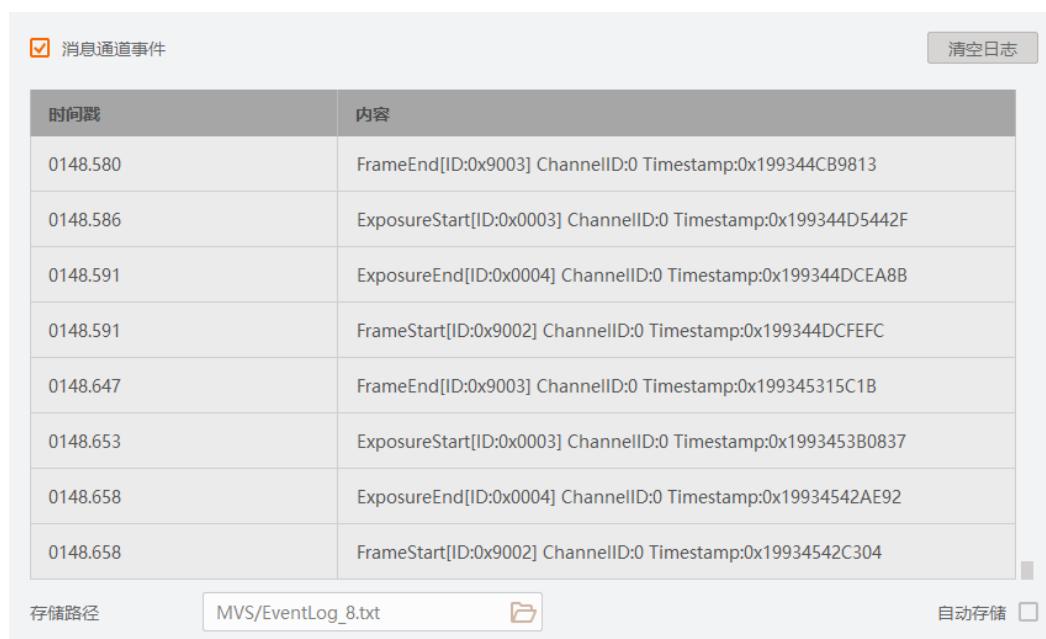 消息通道事件 清空日志
时间戳 内容
0148.580 FrameEnd[ID:0x9003] ChannelID:0 Timestamp:0x199344CB9813
0148.586 ExposureStart[ID:0x0003] ChannelID:0 Timestamp:0x199344D5442F
0148.591 ExposureEnd[ID:0x0004] ChannelID:0 Timestamp:0x199344DCEA8B
0148.591 FrameStart[ID:0x9002] ChannelID:0 Timestamp:0x199344DCFEFC
0148.647 FrameEnd[ID:0x9003] ChannelID:0 Timestamp:0x199345315C1B
0148.653 ExposureStart[ID:0x0003] ChannelID:0 Timestamp:0x1993453B0837
0148.658 ExposureEnd[ID:0x0004] ChannelID:0 Timestamp:0x19934542AE92
0148.658 FrameStart[ID:0x9002] ChannelID:0 Timestamp:0x19934542C304
存储路径 MVS/EventLog_8.txt 自动存储